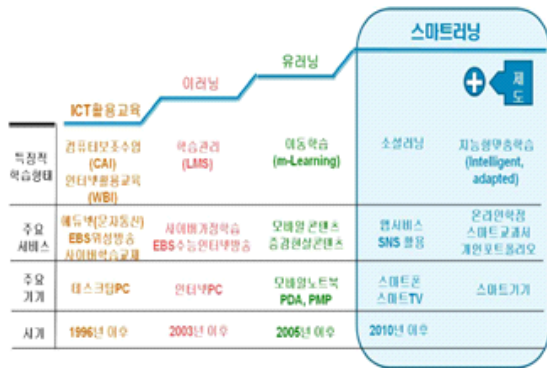 스마트러닝
유러닝
이러닝
ICT활용교육
제
도
특징적
학습형태
컴퓨터보조수업
(CAI)
인터넷활용교육
(WBI)
학습관리
(LMS)
이동학습
(m-Learning)
소셜러닝
지능형맞춤학습
(Intelligent,
adapted)
주요
서비스
에듀넷(문자동신)
EBS위성방송
사이버학습교재
사이버가정학습
EBS수능인터넷방송
모바일 콘텐츠
증강현실콘텐츠
앱서비스
SNS 활용
온라인학점
스마트교과서
개인포트폴리오
주요
기기
데스크탑PC
인터넷PC
모바일노트북
PDA, PMP
스마트폰
스마트TV
스마트기기
시기
1996년 이후
2003년 이후
2005년 이후
2010년 이후